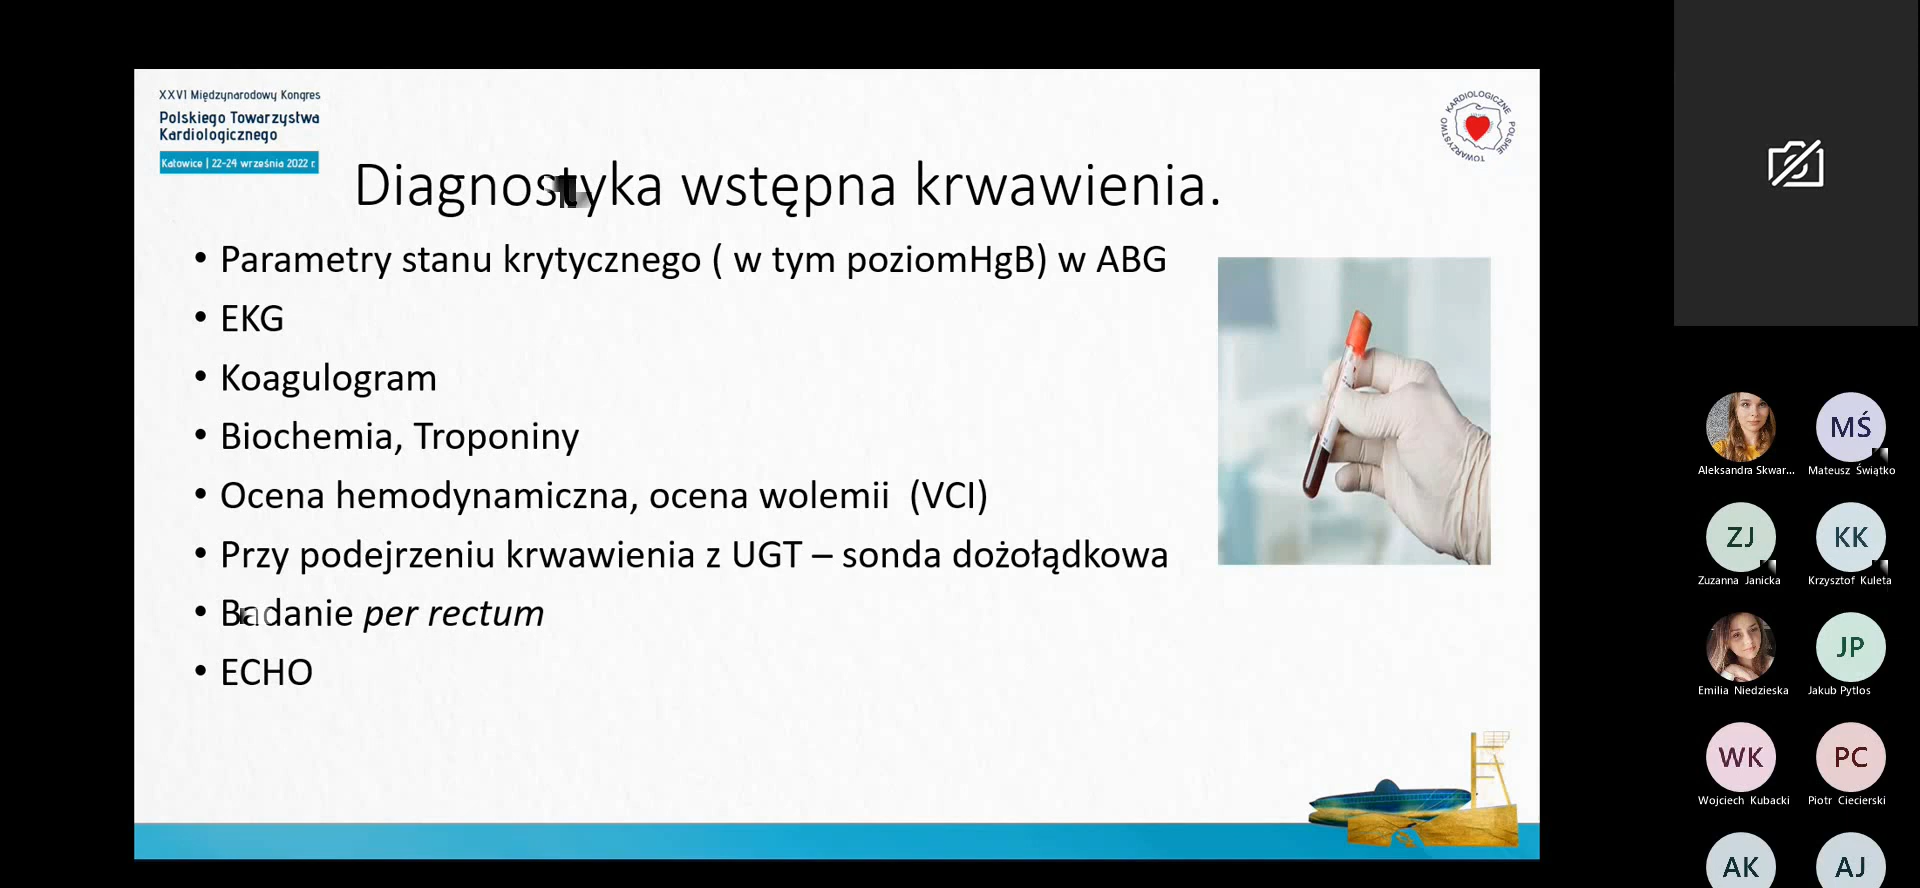 XXVI Międzynarodowy Kongres
Polskiego Towarzystwa
Kardiologicznego
Katowice | 22-24 września 2022 r.
POLSKIE TOWARZYSTWO KARDIOLOGICZNE
Diagnostyka wstępna krwawienia.
• Parametry stanu krytycznego ( w tym poziomHgB) w ABG
• EKG
• Koagulogram
• Biochemia, Troponiny
• Ocena hemodynamiczna, ocena wolemii (VCI)
• Przy podejrzeniu krwawienia z UGT – sonda dożołądkowa
• Badanie per rectum
• ECHO
Aleksandra Skwar...
MŚ
Mateusz Świątko
ZJ
Zuzanna Janicka
KK
Krzysztof Kuleta
Emilia Niedzieska
JP
Jakub Pytlos
WK
Wojciech Kubacki
PC
Piotr Ciecierski
AK
AJ